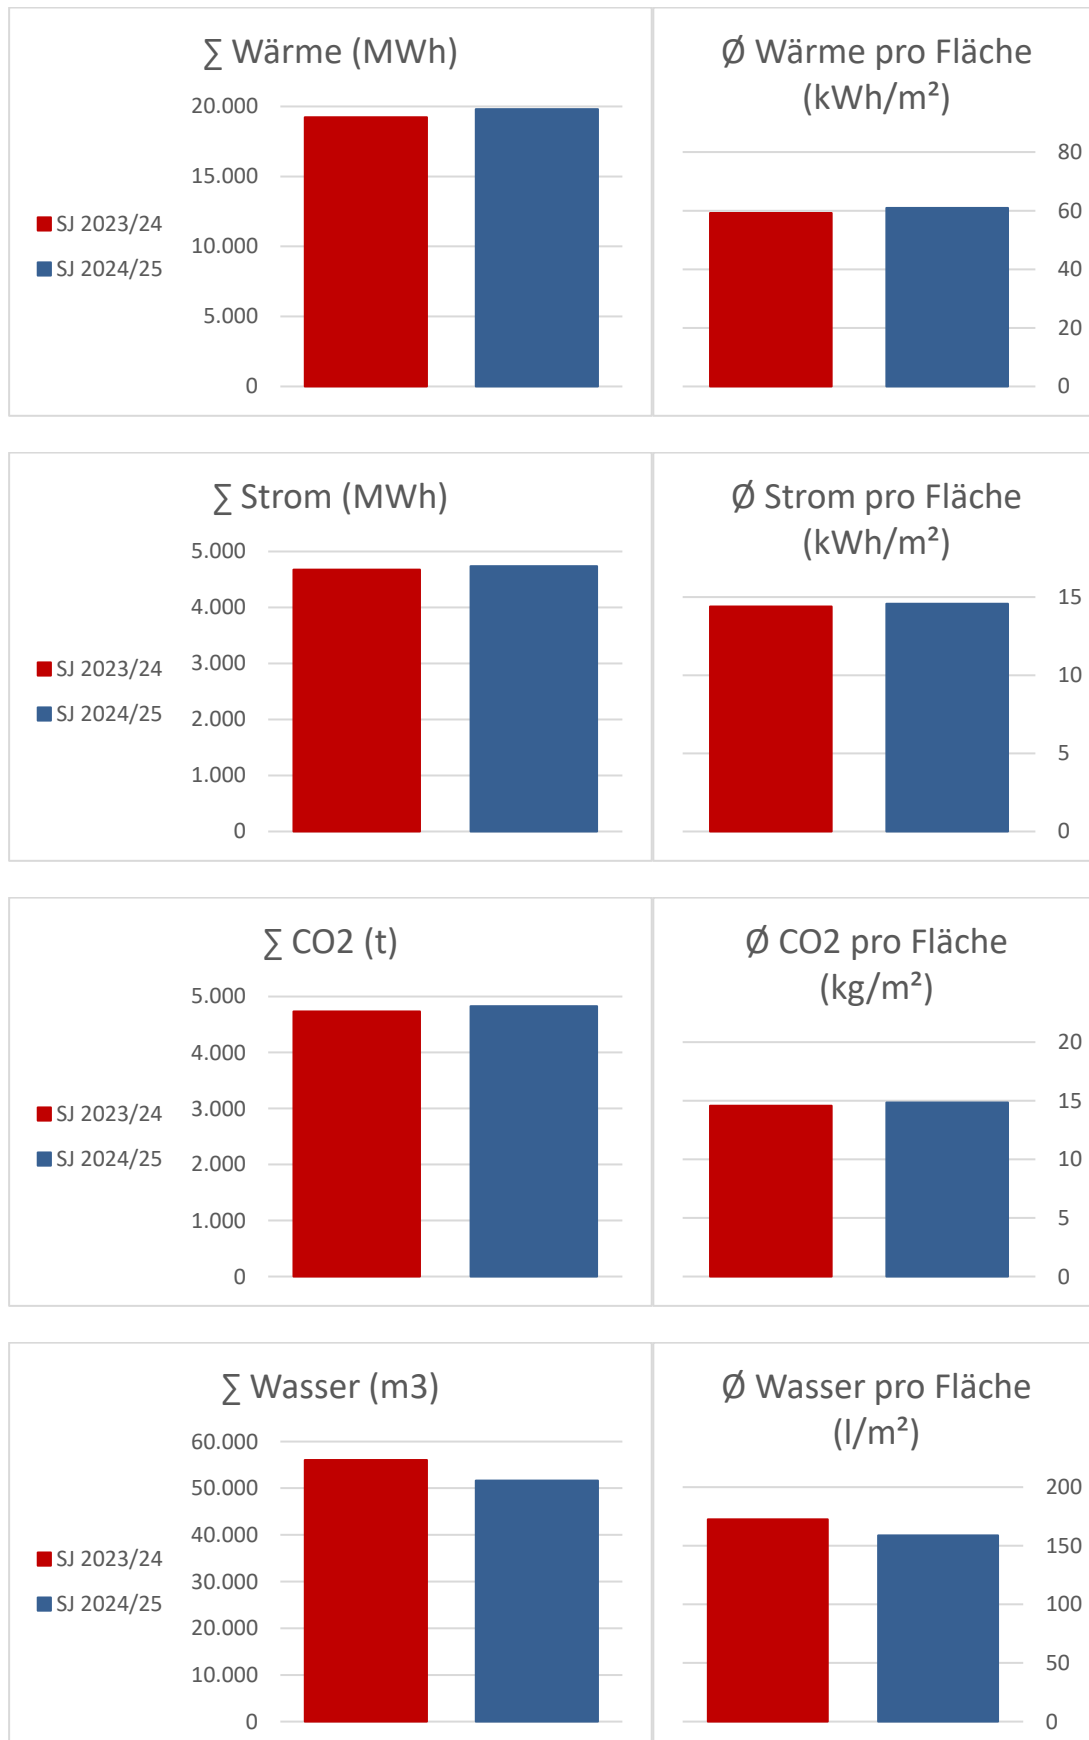 ∑ Wärme (MWh)
20.000
15.000
10.000
5.000
0
SJ 2023/24
SJ 2024/25
Ø Wärme pro Fläche
(kWh/m²)
80
60
40
20
0
∑ Strom (MWh)
5.000
4.000
3.000
2.000
1.000
0
SJ 2023/24
SJ 2024/25
Ø Strom pro Fläche
(kWh/m²)
15
10
5
0
∑ CO2 (t)
5.000
4.000
3.000
2.000
1.000
0
SJ 2023/24
SJ 2024/25
Ø CO2 pro Fläche
(kg/m²)
20
15
10
5
0
∑ Wasser (m3)
60.000
50.000
40.000
30.000
20.000
10.000
0
SJ 2023/24
SJ 2024/25
Ø Wasser pro Fläche
(l/m²)
200
150
100
50
0